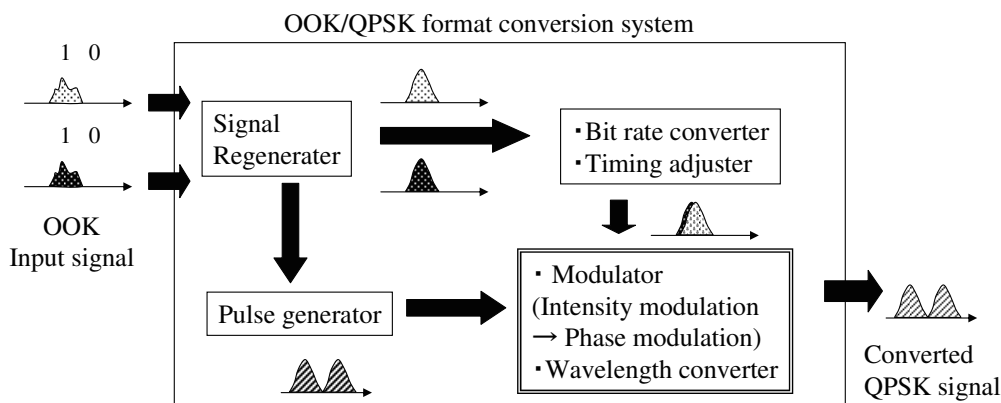 OOK/QPSK format conversion system
1 0
1 0
OOK
Input signal
Signal
Regenerater
・Bit rate converter
・Timing adjuster
Pulse generator
・ Modulator
(Intensity modulation
→ Phase modulation)
・Wavelength converter
Converted
QPSK signal